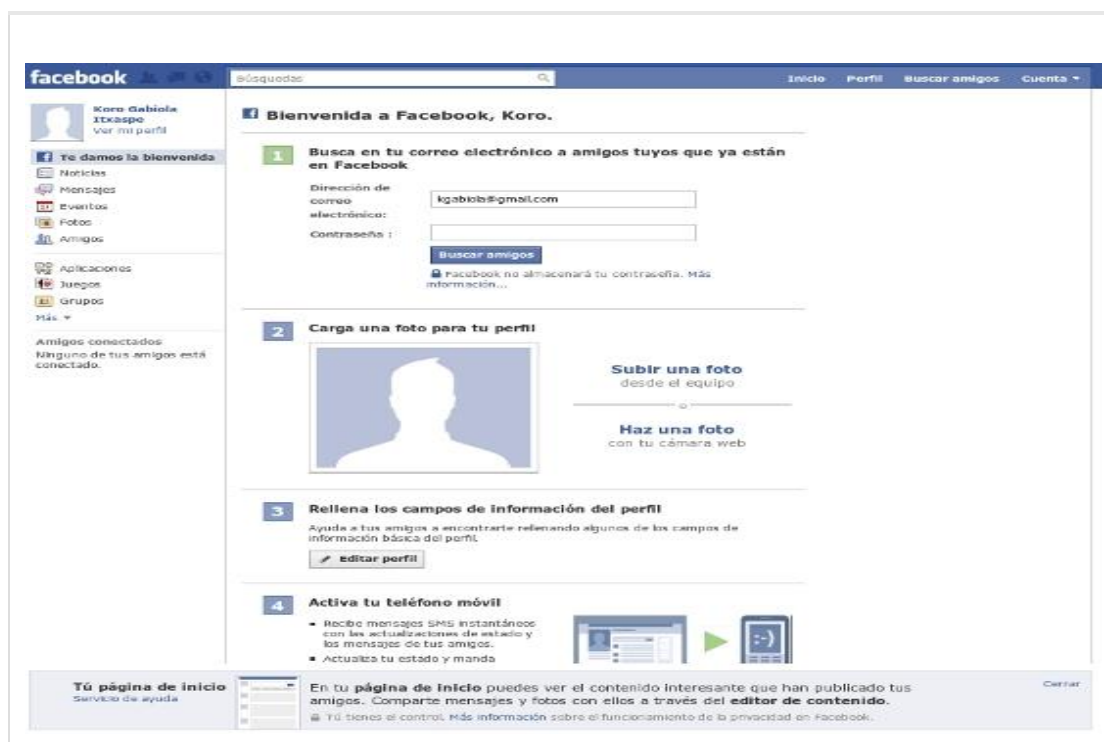 facebook
Búsquedas
Inicio Perfil Buscar amigos Cuenta
Koro Gabiola
Itxaspe
Ver mi perfil
Te damos la bienvenida
Noticias
Mensajes
Eventos
Fotos
Amigos
Aplicaciones
Juegos
Grupos
Más
Amigos conectados
Ninguno de tus amigos está
conectado.
Bienvenida a Facebook, Koro.
1
Busca en tu correo electrónico a amigos tuyos que ya están
en Facebook
Dirección de
correo
electrónico:
kgabiola@gmail.com
Contraseña :
Buscar amigos
Facebook no almacenará tu contraseña. Más
información...
2
Carga una foto para tu perfil
Subir una foto
desde el equipo
o
Haz una foto
con tu cámara web
3
Rellena los campos de información del perfil
Ayuda a tus amigos a encontrarte rellenando algunos de los campos de
información básica del perfil.
Editar perfil
4
Activa tu teléfono móvil
Recibe mensajes SMS instantáneos
con las actualizaciones de estado y
los mensajes de tus amigos.
Actualiza tu estado y manda
:-)
Tú página de inicio
Servicio de ayuda
En tu página de inicio puedes ver el contenido interesante que han publicado tus
amigos. Comparte mensajes y fotos con ellos a través del editor de contenido.
Tú tienes el control. Más información sobre el funcionamiento de la privacidad en Facebook.
Cerrar